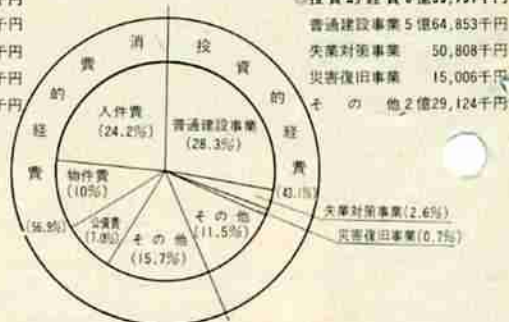 千円
千円
千円
千円
千円
普通建設事業 5億64,853千円
失業対策事業 50,808千円
災害復旧事業 15,006千円
その他 2億29,124千円
消費的経費
(56.9%)
投資的経費
(43.1%)
人件費
(24.2%)
普通建設事業
(28.3%)
物件費
(10%)
公債費
(7.0%)
その他
(15.7%)
その他
(11.5%)
失業対策事業(2.6%)
災害復旧事業(0.7%)